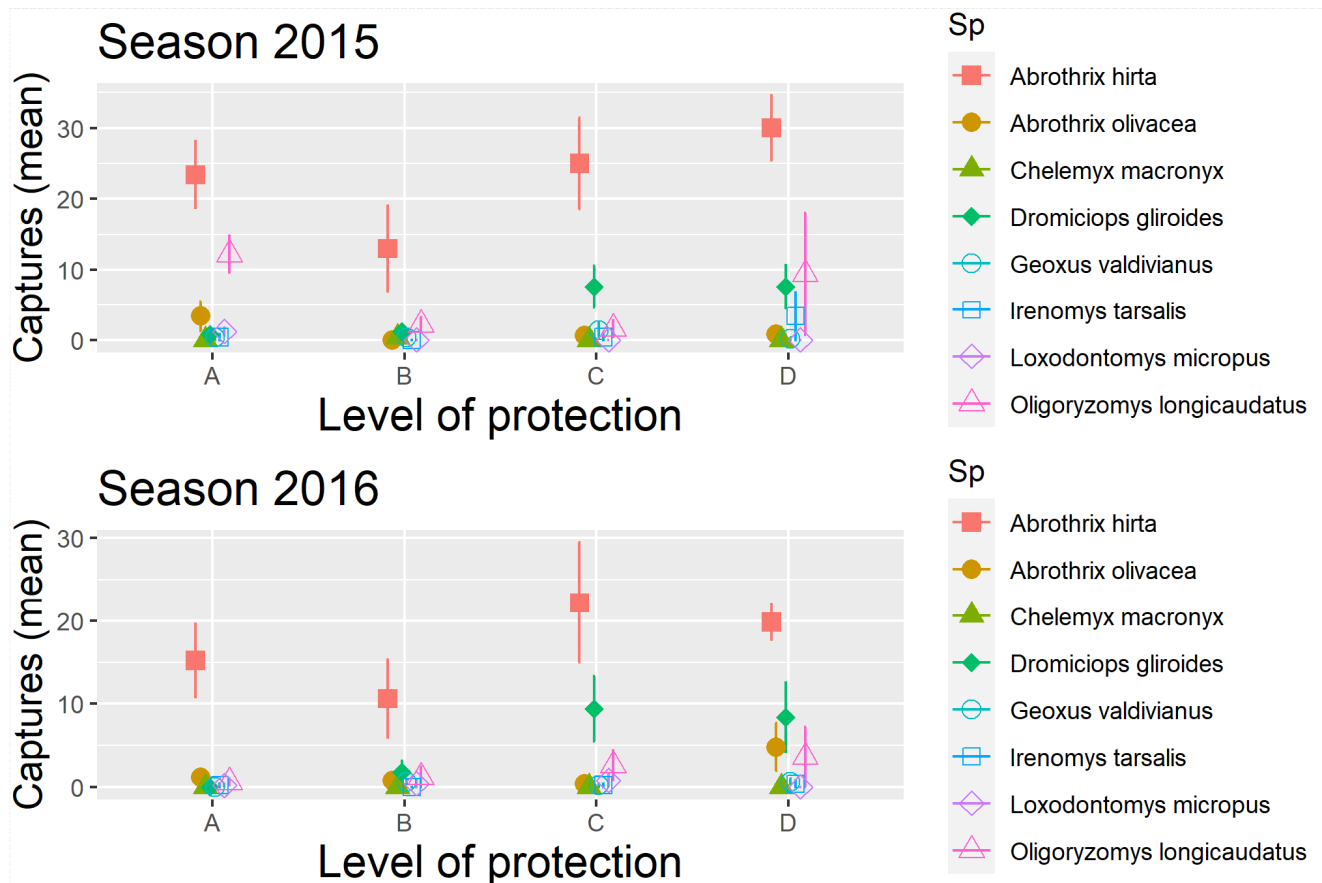 Season 2015
Captures (mean)
30
20
10
0
A B C D
Level of protection
Sp
Abrothrix hirta
Abrothrix olivacea
Chelemyx macronyx
Dromiciops gliroides
Geoxus valdivianus
Irenomys tarsalis
Loxodontomys micropus
Oligoryzomys longicaudatus
Season 2016
Captures (mean)
30
20
10
0
A B C D
Level of protection
Sp
Abrothrix hirta
Abrothrix olivacea
Chelemyx macronyx
Dromiciops gliroides
Geoxus valdivianus
Irenomys tarsalis
Loxodontomys micropus
Oligoryzomys longicaudatus